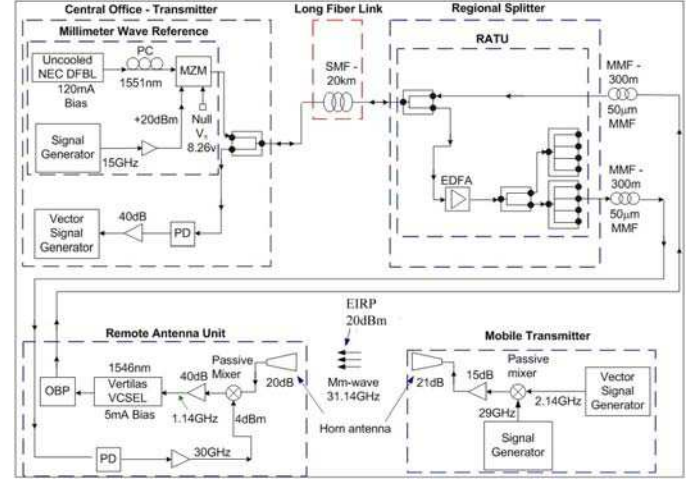 Central Office - Transmitter
Long Fiber Link
Regional Splitter
Millimeter Wave Reference
RATU
Uncooled
NEC DFBL
PC
MZM
1551nm
120mA
Bias
SMF -
20km
MMF -
300m
50μm
MMF
+20dBm
Null
8.26v
Signal
Generator
15GHz
EDFA
MMF -
300m
50μm
MMF
Vector
Signal
Generator
40dB
PD
Remote Antenna Unit
EIRP
20dBm
Mobile Transmitter
1546nm
OBP
Vertilas
VCSEL
5mA Bias
40dB
Passive
Mixer
20dB
Mm-wave
31.14GHz
21dB
15dB
Passive
mixer
Vector
Signal
Generator
1.14GHz
4dBm
Horn antenna
29GHz
2.14GHz
Signal
Generator
PD
30GHz